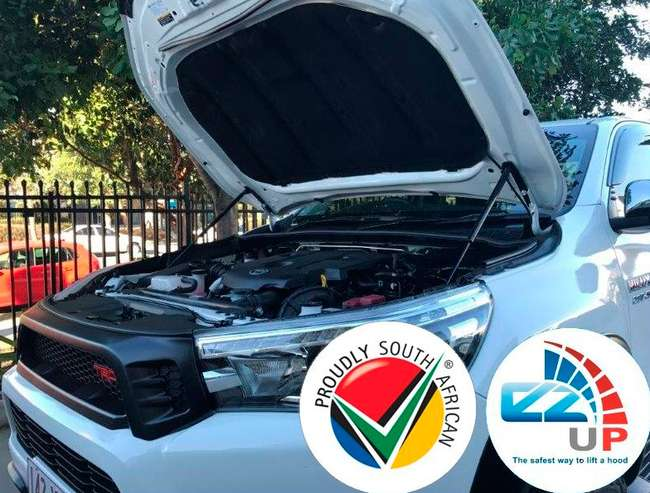 TRD
PROUDLY SOUTH AFRICAN®
EZ
UP
The safest way to lift a hood